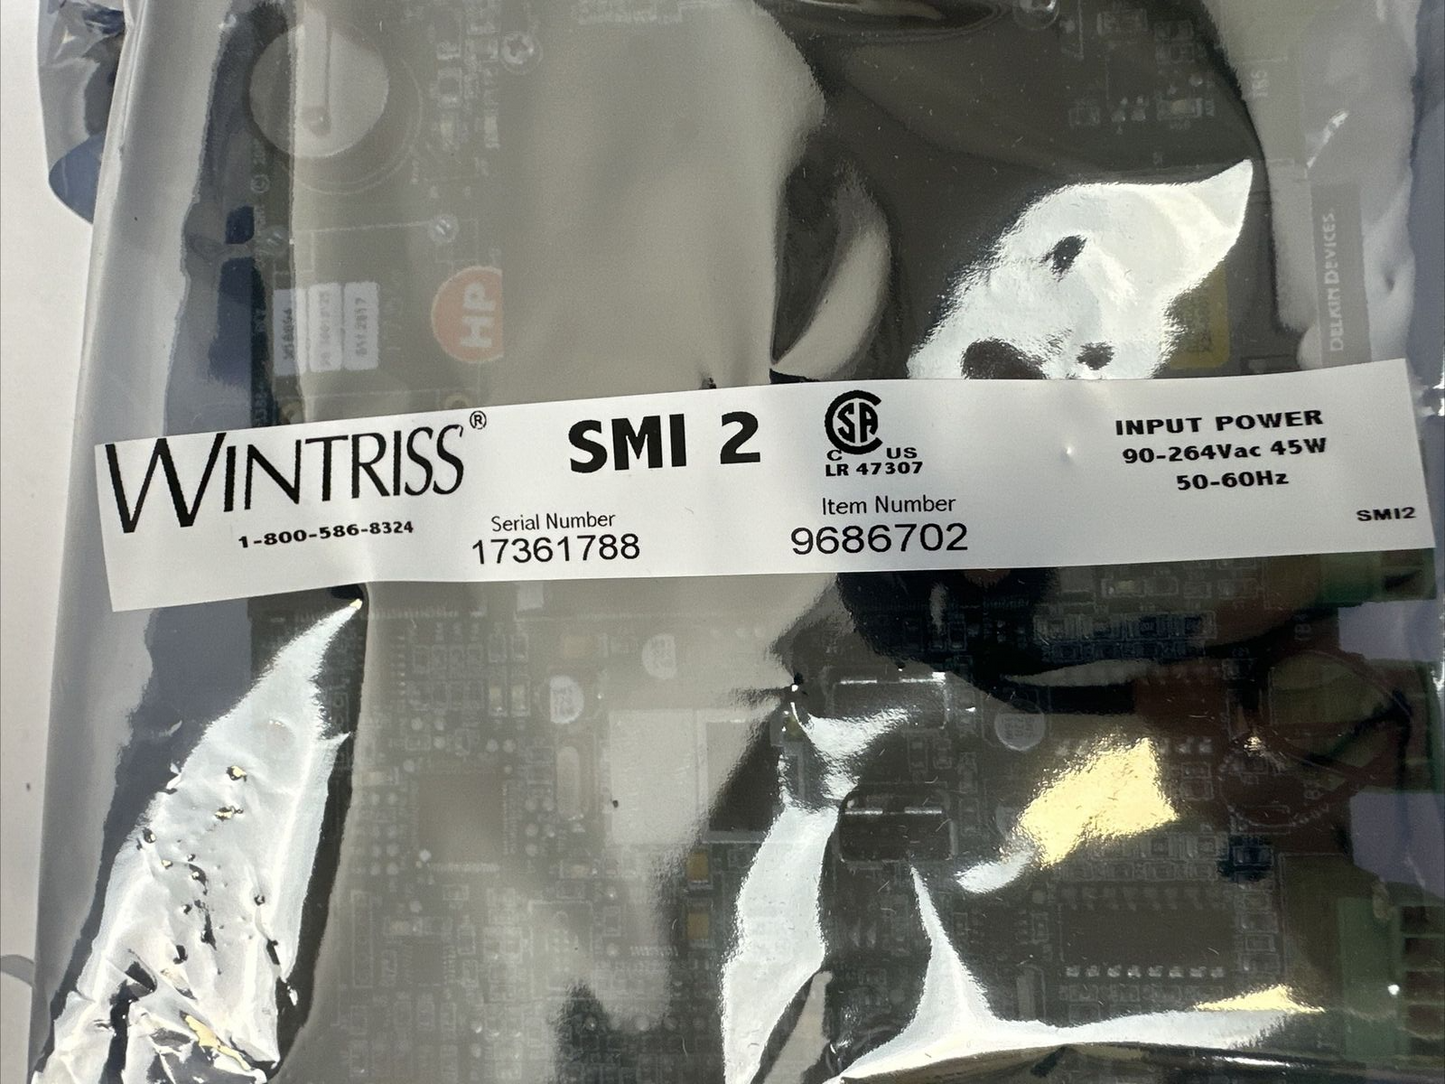 DELKIN DEVICES
HP
WINTRISS®
1-800-586-8324
SMI 2
Serial Number
17361788
SA
C US
LR 47307
Item Number
9686702
INPUT POWER
90-264Vac 45W
50-60Hz
SMI2